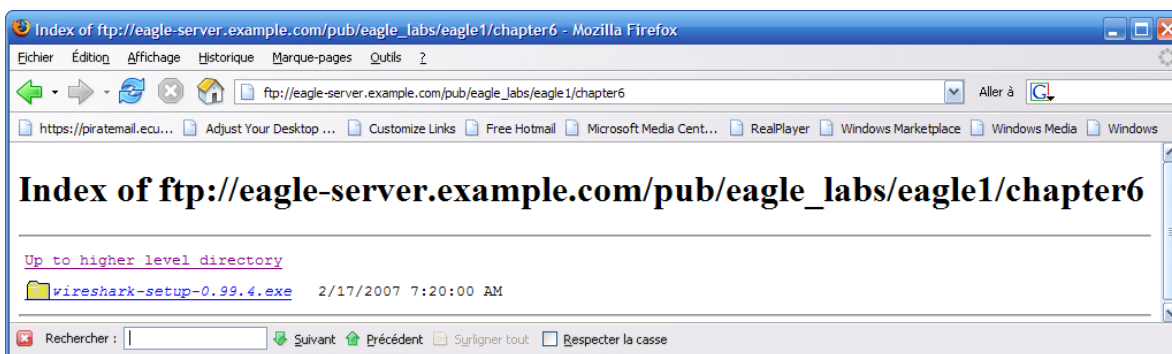 Index of ftp://eagle-server.example.com/pub/eagle_labs/eagle1/chapter6 - Mozilla Firefox
Fichier Édition Affichage Historique Marque-pages Outils ?
ftp://eagle-server.example.com/pub/eagle_labs/eagle1/chapter6 Aller à G
https://piratemail.ecu... Adjust Your Desktop ... Customize Links Free Hotmail Microsoft Media Cent... RealPlayer Windows Marketplace Windows Media Windows
Index of ftp://eagle-server.example.com/pub/eagle_labs/eagle1/chapter6
Up to higher level directory
wireshark-setup-0.99.4.exe 2/17/2007 7:20:00 AM
Rechercher : Suivant Précédent Surligner tout Respecter la casse